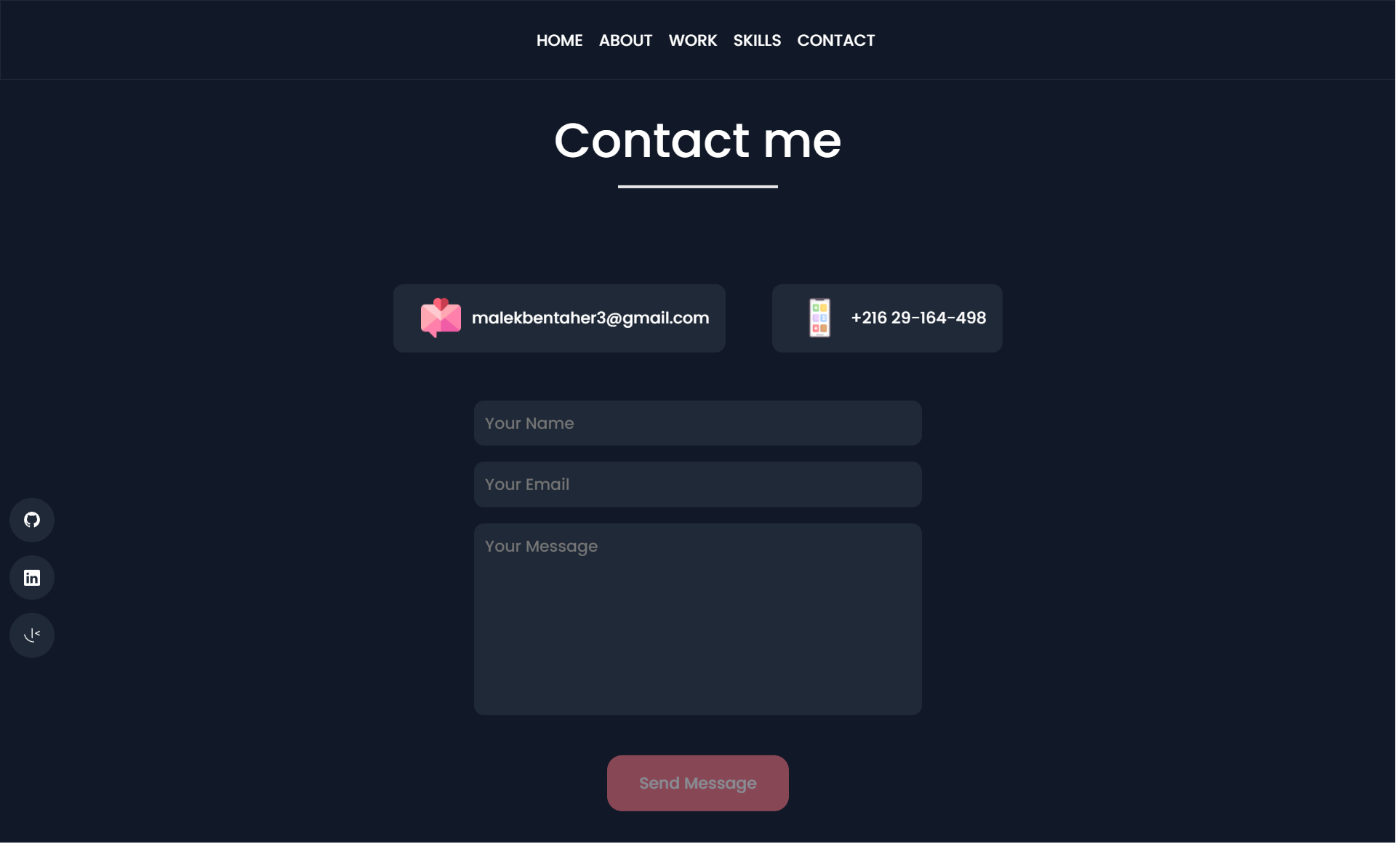 HOME ABOUT WORK SKILLS CONTACT
Contact me
malekbentaher3@gmail.com
+216 29-164-498
Your Name
Your Email
Your Message
Send Message